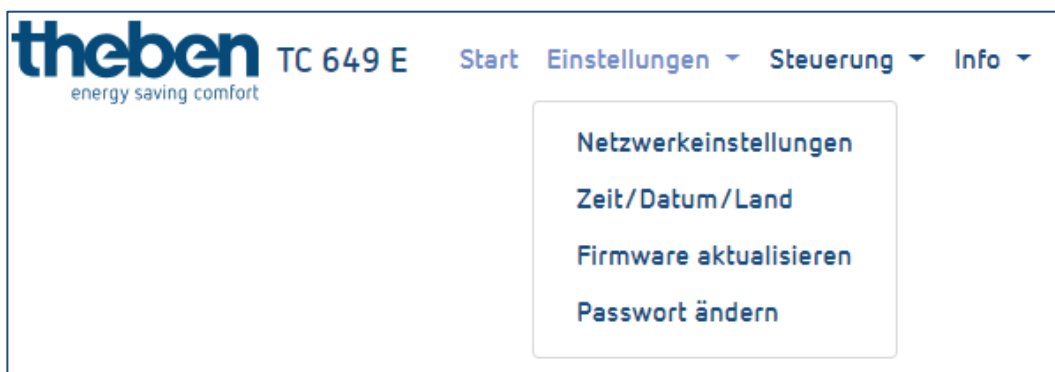 theben TC 649 E Start Einstellungen Steuerung Info
energy saving comfort
Netzwerkeinstellungen
Zeit/Datum/Land
Firmware aktualisieren
Passwort ändern